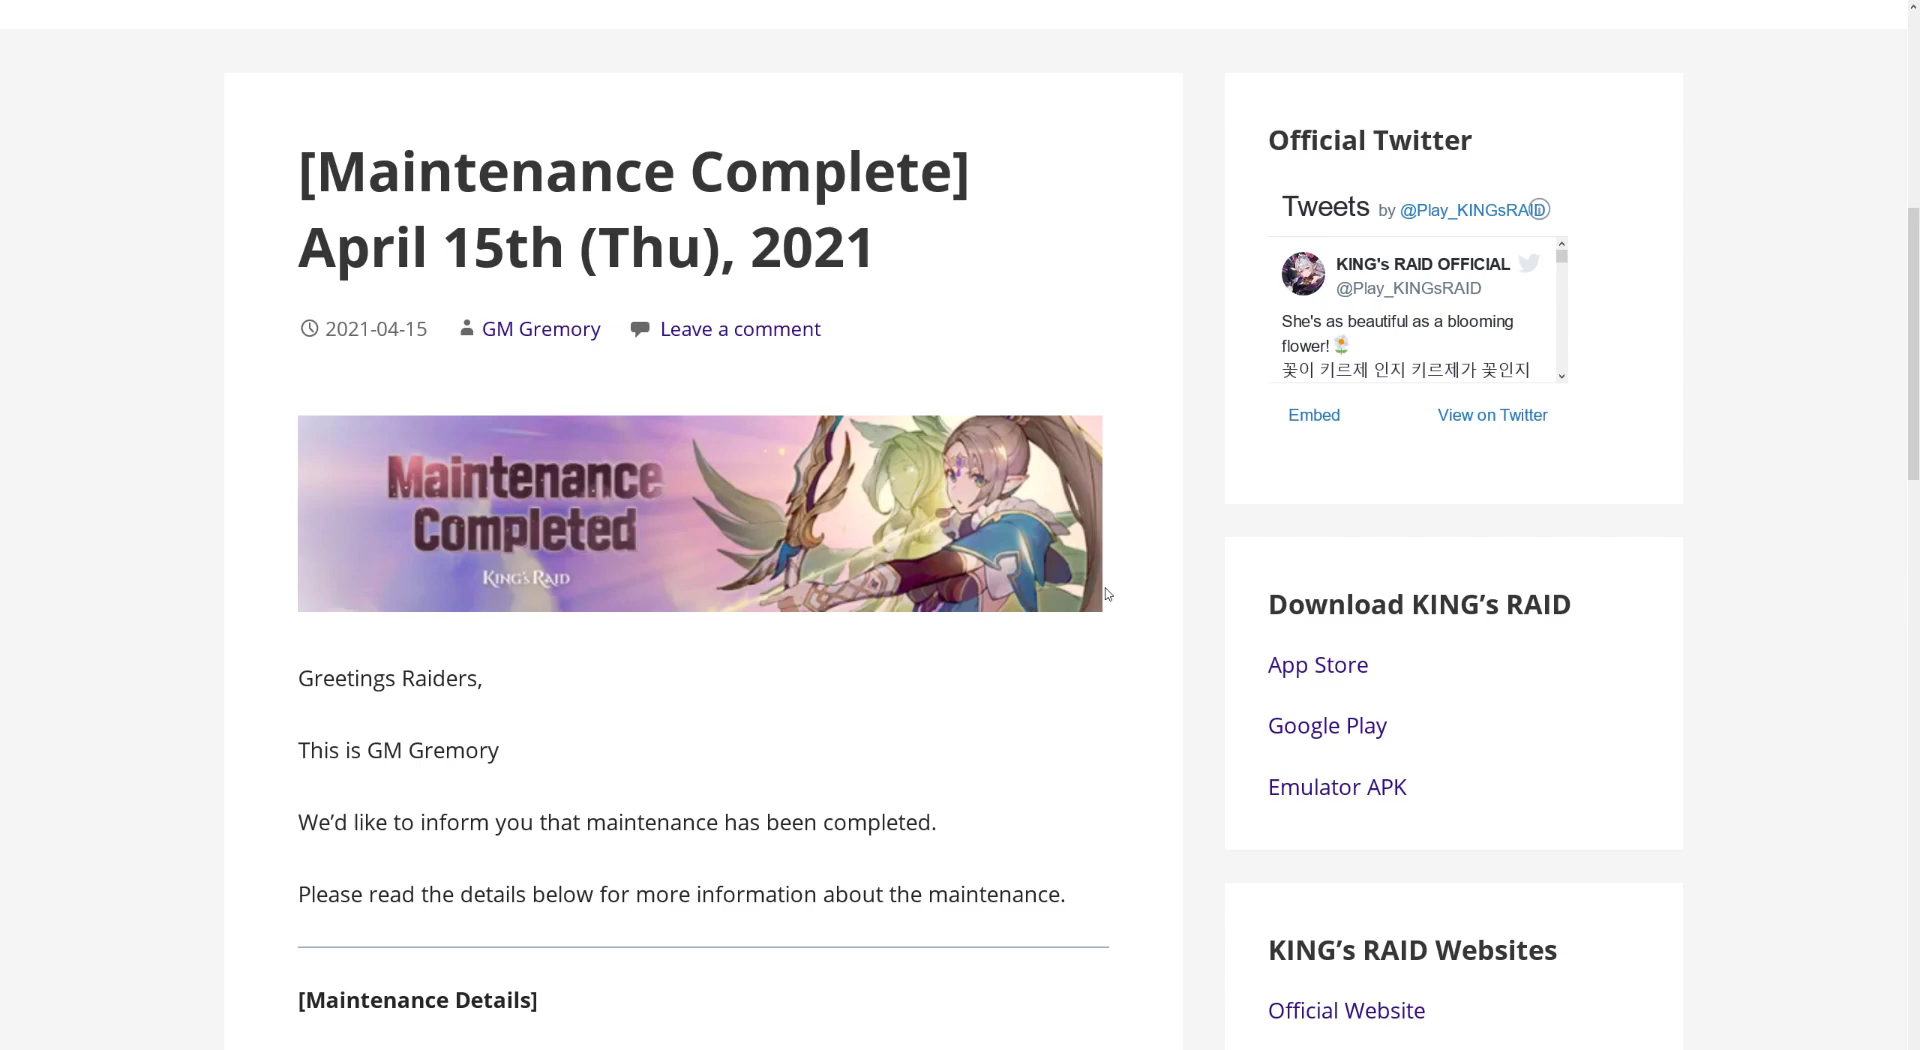 [Maintenance Complete]
April 15th (Thu), 2021
2021-04-15 GM Gremory Leave a comment
Maintenance
Completed
KING'S RAID
Greetings Raiders,
This is GM Gremory
We’d like to inform you that maintenance has been completed.
Please read the details below for more information about the maintenance.
[Maintenance Details]
Official Twitter
Tweets by @Play_KINGsRAID
KING's RAID OFFICIAL
@Play_KINGsRAID
She's as beautiful as a blooming
flower!
꽃이 키르제 인지 키르제가 꽃인지
Embed View on Twitter
Download KING’s RAID
App Store
Google Play
Emulator APK
KING’s RAID Websites
Official Website